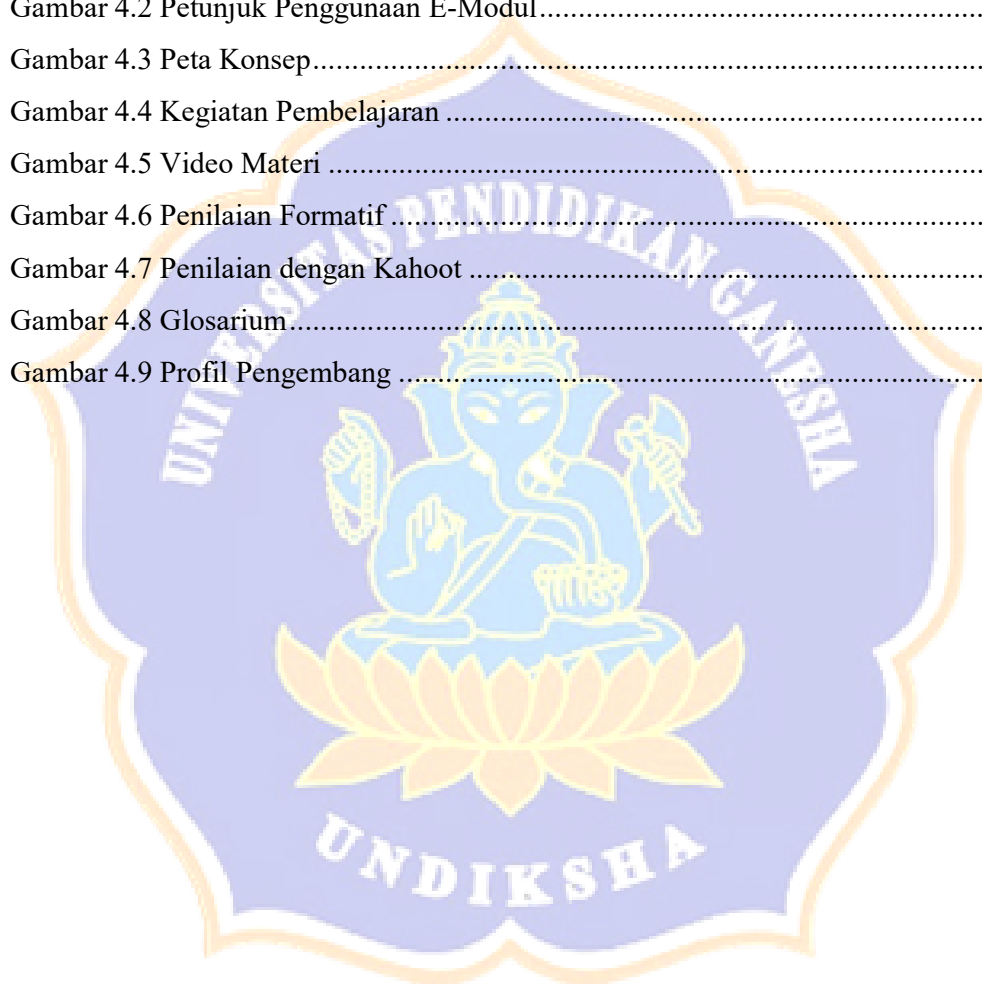 Gambar 4.2 Petunjuk Penggunaan E-Modul..........................................................
Gambar 4.3 Peta Konsep......................................................................................
Gambar 4.4 Kegiatan Pembelajaran ......................................................................
Gambar 4.5 Video Materi .....................................................................................
Gambar 4.6 Penilaian Formatif .............................................................................
Gambar 4.7 Penilaian dengan Kahoot ...................................................................
Gambar 4.8 Glosarium.........................................................................................
Gambar 4.9 Profil Pengembang ............................................................................
UNIVERSITAS PENDIDIKAN GANESHA
UNDIKSHA